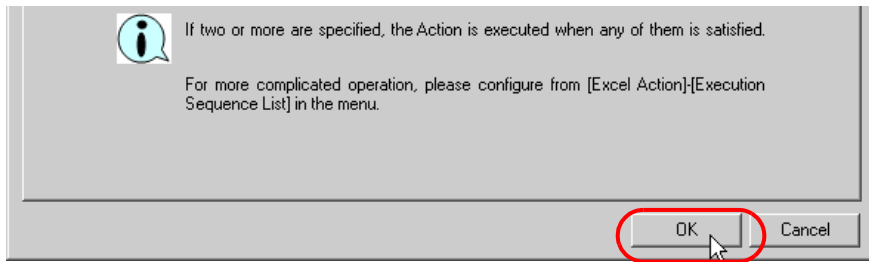 If two or more are specified, the Action is executed when any of them is satisfied.
For more complicated operation, please configure from [Excel Action]-[Execution
Sequence List] in the menu.
OK
Cancel